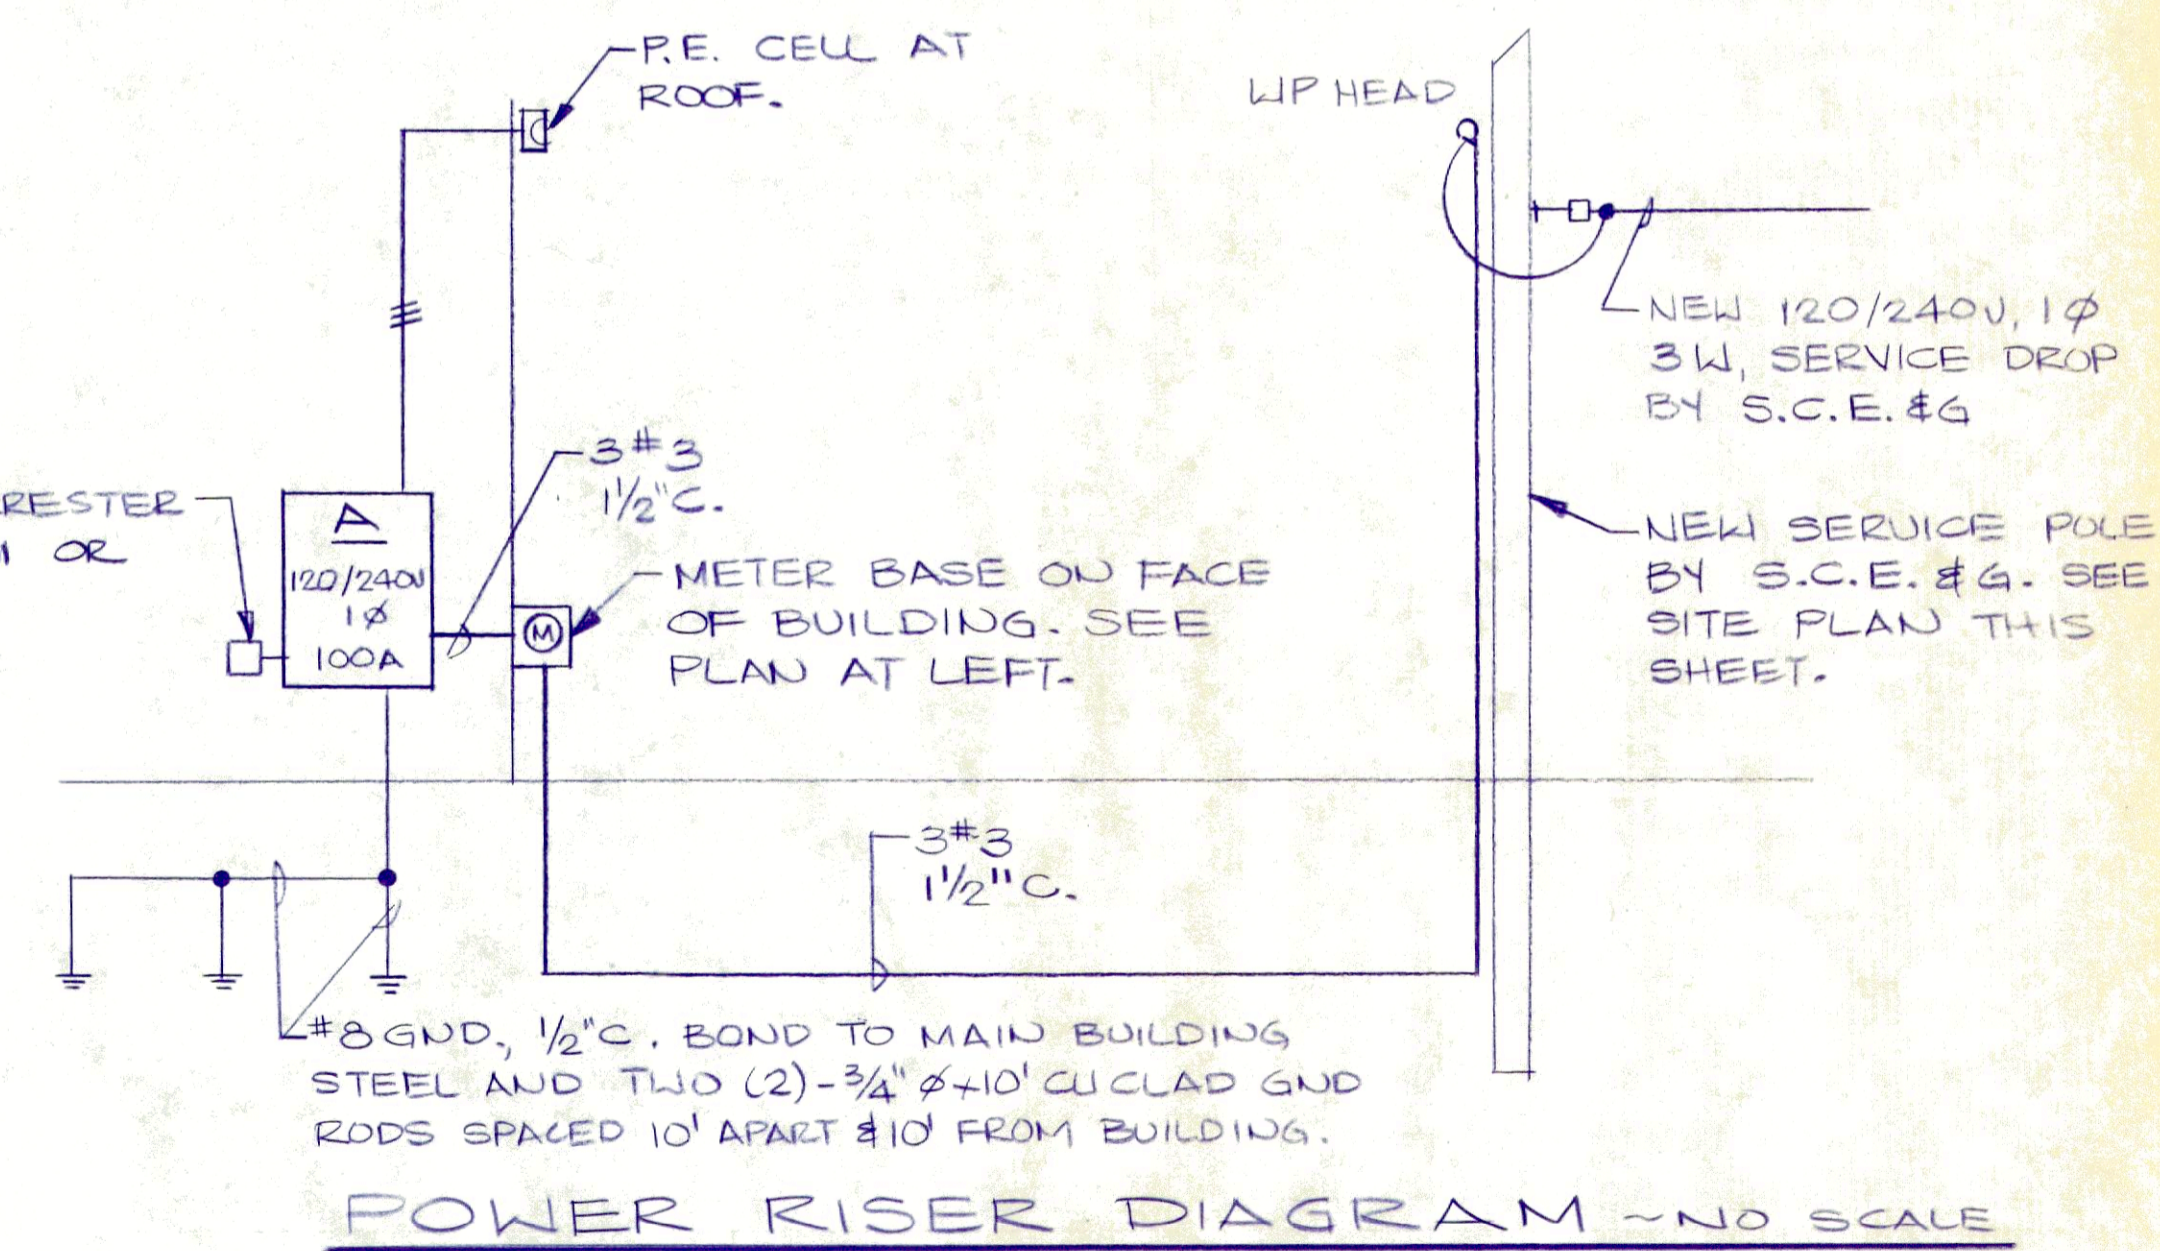 P.E. CELL AT
ROOF.
W.P HEAD
NEW 120/240V, 1Ø
3W, SERVICE DROP
BY S.C.E. &G
3#3
1½"C.
RESTER
OR
A
120/240V
1Ø
100A
M
METER BASE ON FACE
OF BUILDING. SEE
PLAN AT LEFT.
NEW SERVICE POLE
BY S.C.E. &G. SEE
SITE PLAN THIS
SHEET.
3#3
1½"C.
#8 GND., ½"C. BOND TO MAIN BUILDING
STEEL AND TWO (2)-¾"Ø×10' CU CLAD GND
RODS SPACED 10' APART &10' FROM BUILDING.
POWER RISER DIAGRAM ~ NO SCALE